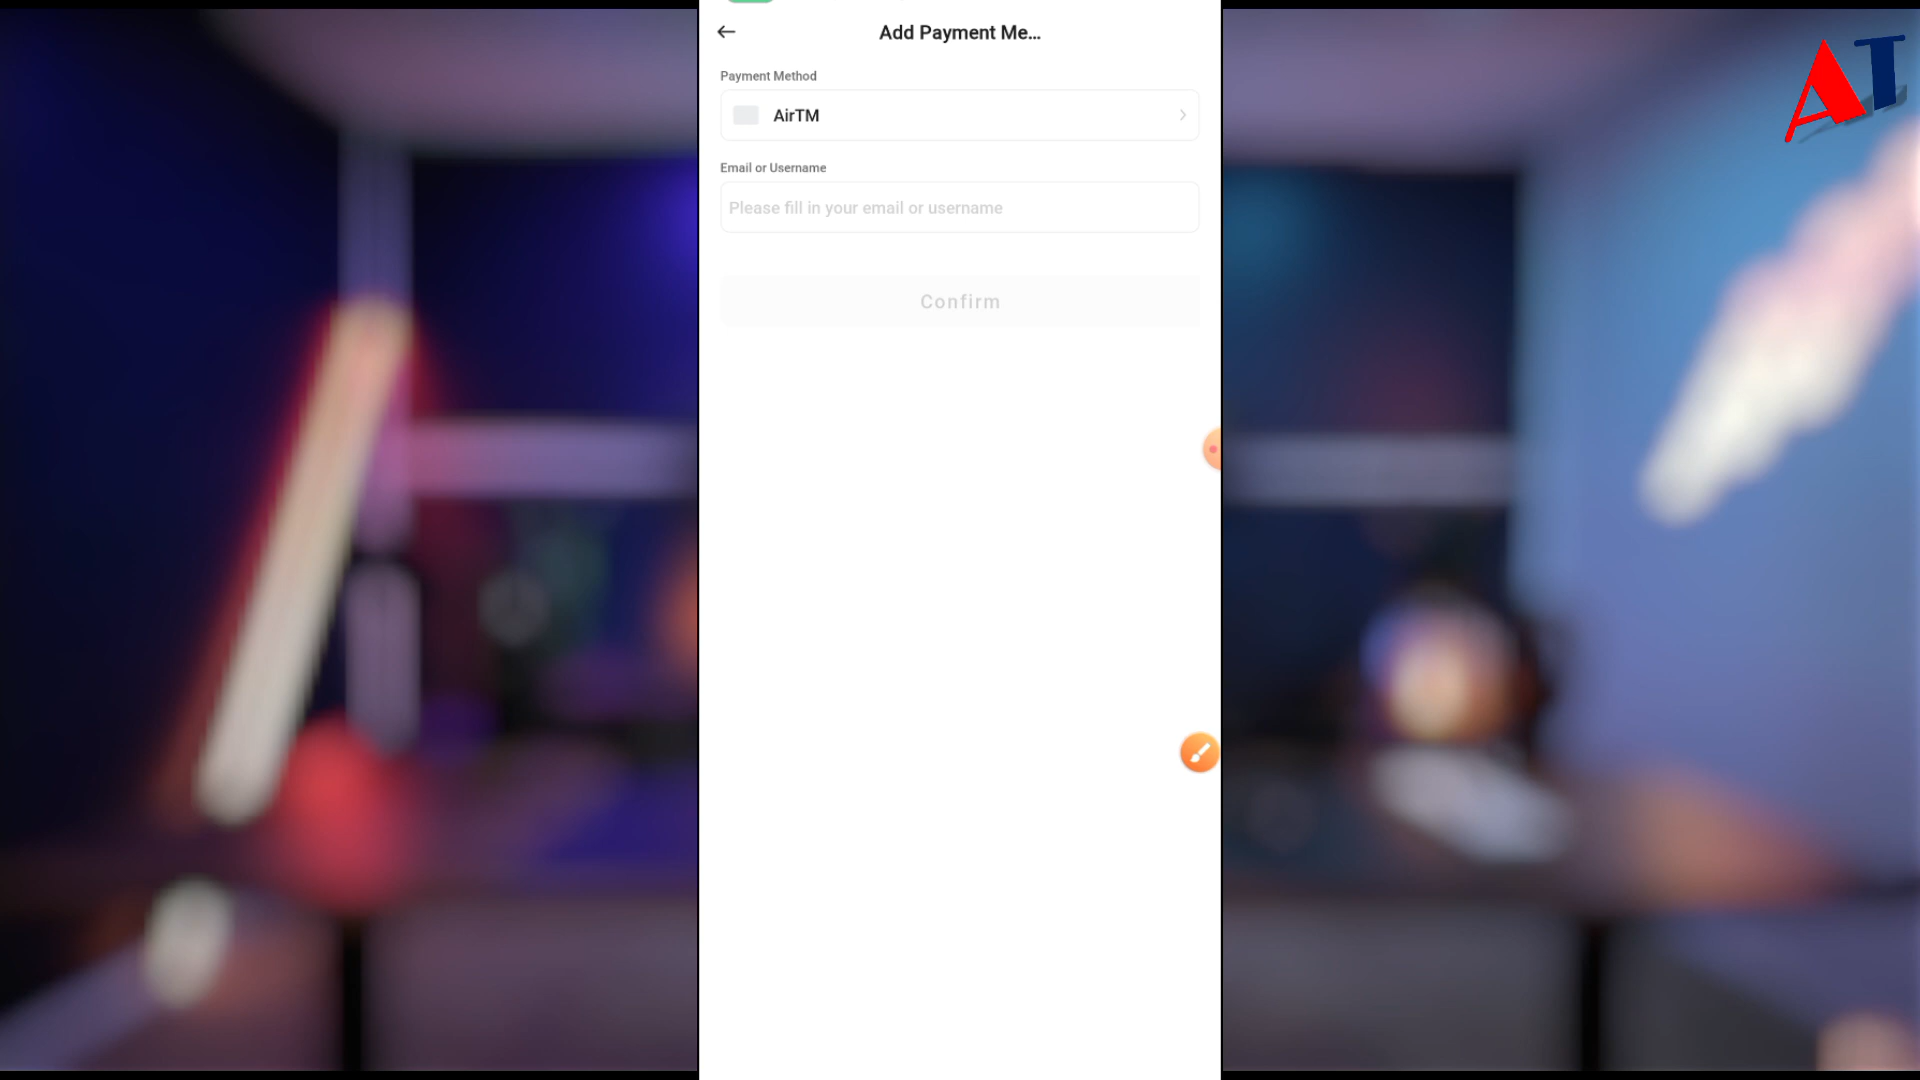 Add Payment Me...
AT
Payment Method
AirTM
Email or Username
Please fill in your email or username
Confirm